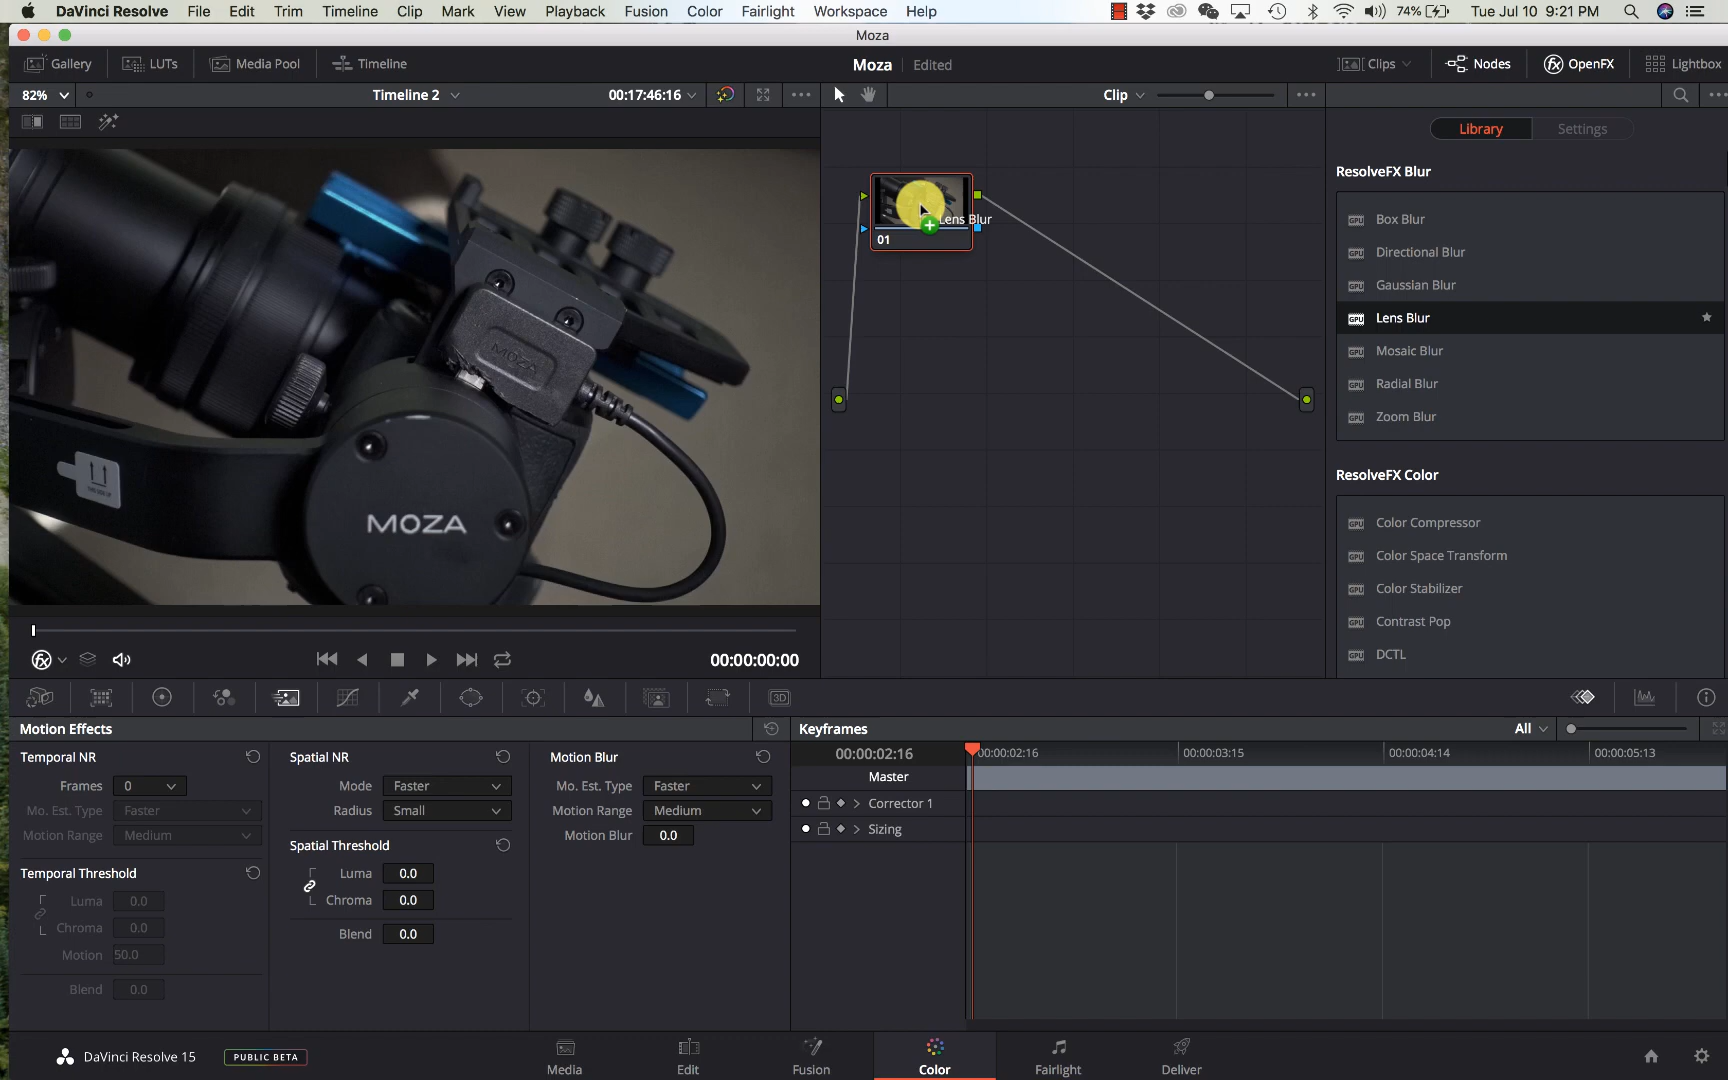 DaVinci Resolve File Edit Trim Timeline Clip Mark View Playback Fusion Color Fairlight Workspace Help 74% Tue Jul 10 9:21 PM
Moza
Gallery LUTs Media Pool Timeline Moza Edited Clips Nodes OpenFX Lightbox
82% Timeline 2 00:17:46:16 Clip
Library Settings
ResolveFX Blur
Box Blur
Directional Blur
Gaussian Blur
Lens Blur
Mosaic Blur
Radial Blur
Zoom Blur
ResolveFX Color
Color Compressor
Color Space Transform
Color Stabilizer
Contrast Pop
DCTL
Lens Blur
01
MOZA
MOZA
00:00:00:00
3D
Motion Effects
Temporal NR
Frames 0
Mo. Est. Type Faster
Motion Range Medium
Temporal Threshold
Luma 0.0
Chroma 0.0
Motion 50.0
Blend 0.0
Spatial NR
Mode Faster
Radius Small
Spatial Threshold
Luma 0.0
Chroma 0.0
Blend 0.0
Motion Blur
Mo. Est. Type Faster
Motion Range Medium
Motion Blur 0.0
Keyframes All
00:00:02:16 00:00:02:16 00:00:03:15 00:00:04:14 00:00:05:13
Master
Corrector 1
Sizing
DaVinci Resolve 15 PUBLIC BETA
Media Edit Fusion Color Fairlight Deliver